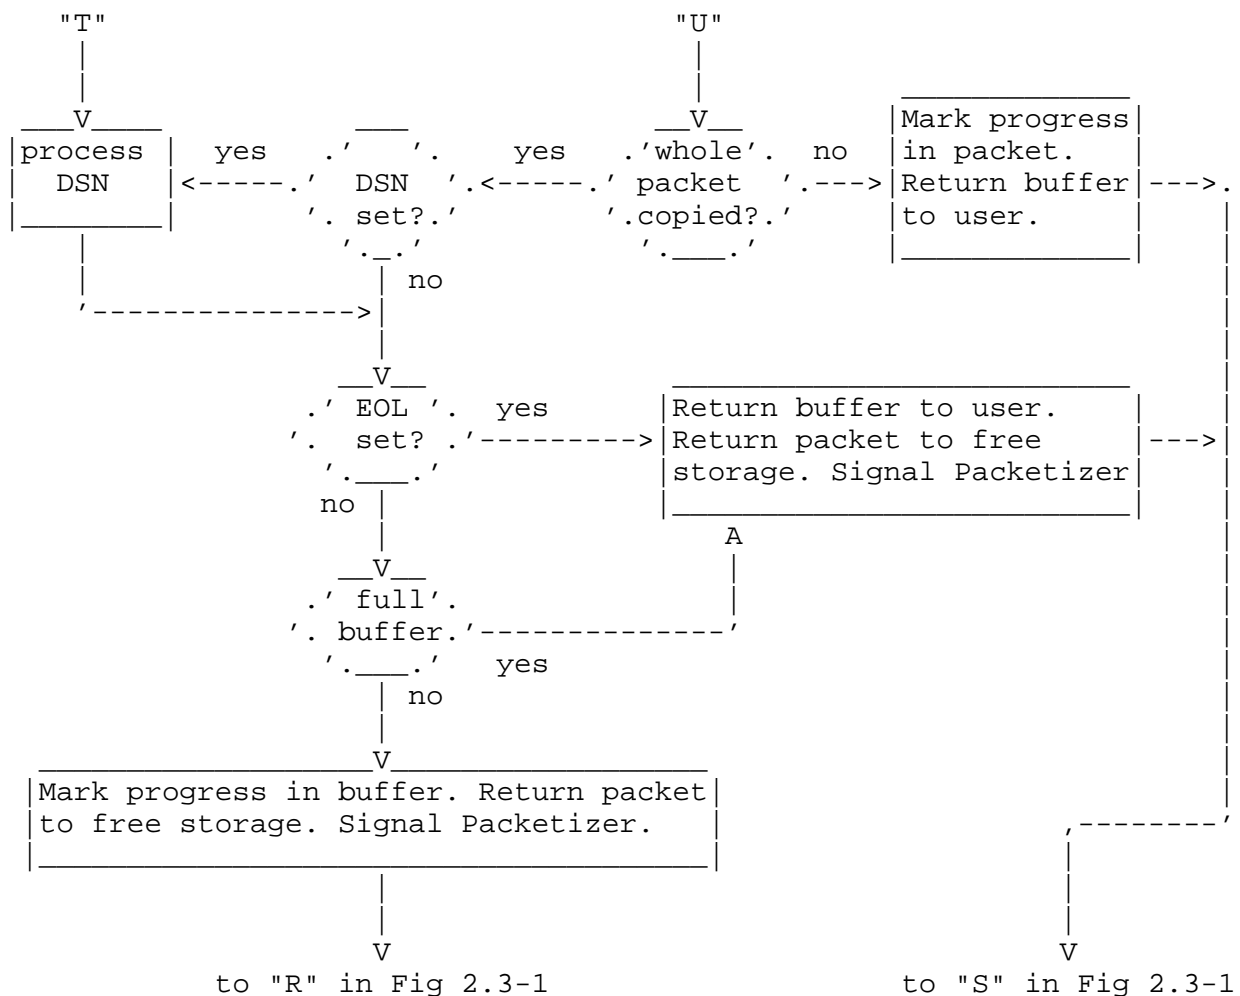 "T"
"U"
process
DSN
yes
DSN
set?
yes
whole
packet
copied?
no
Mark progress
in packet.
Return buffer
to user.
no
EOL
set?
yes
Return buffer to user.
Return packet to free
storage. Signal Packetizer
no
full
buffer
yes
no
Mark progress in buffer. Return packet
to free storage. Signal Packetizer.
to "R" in Fig 2.3-1
to "S" in Fig 2.3-1